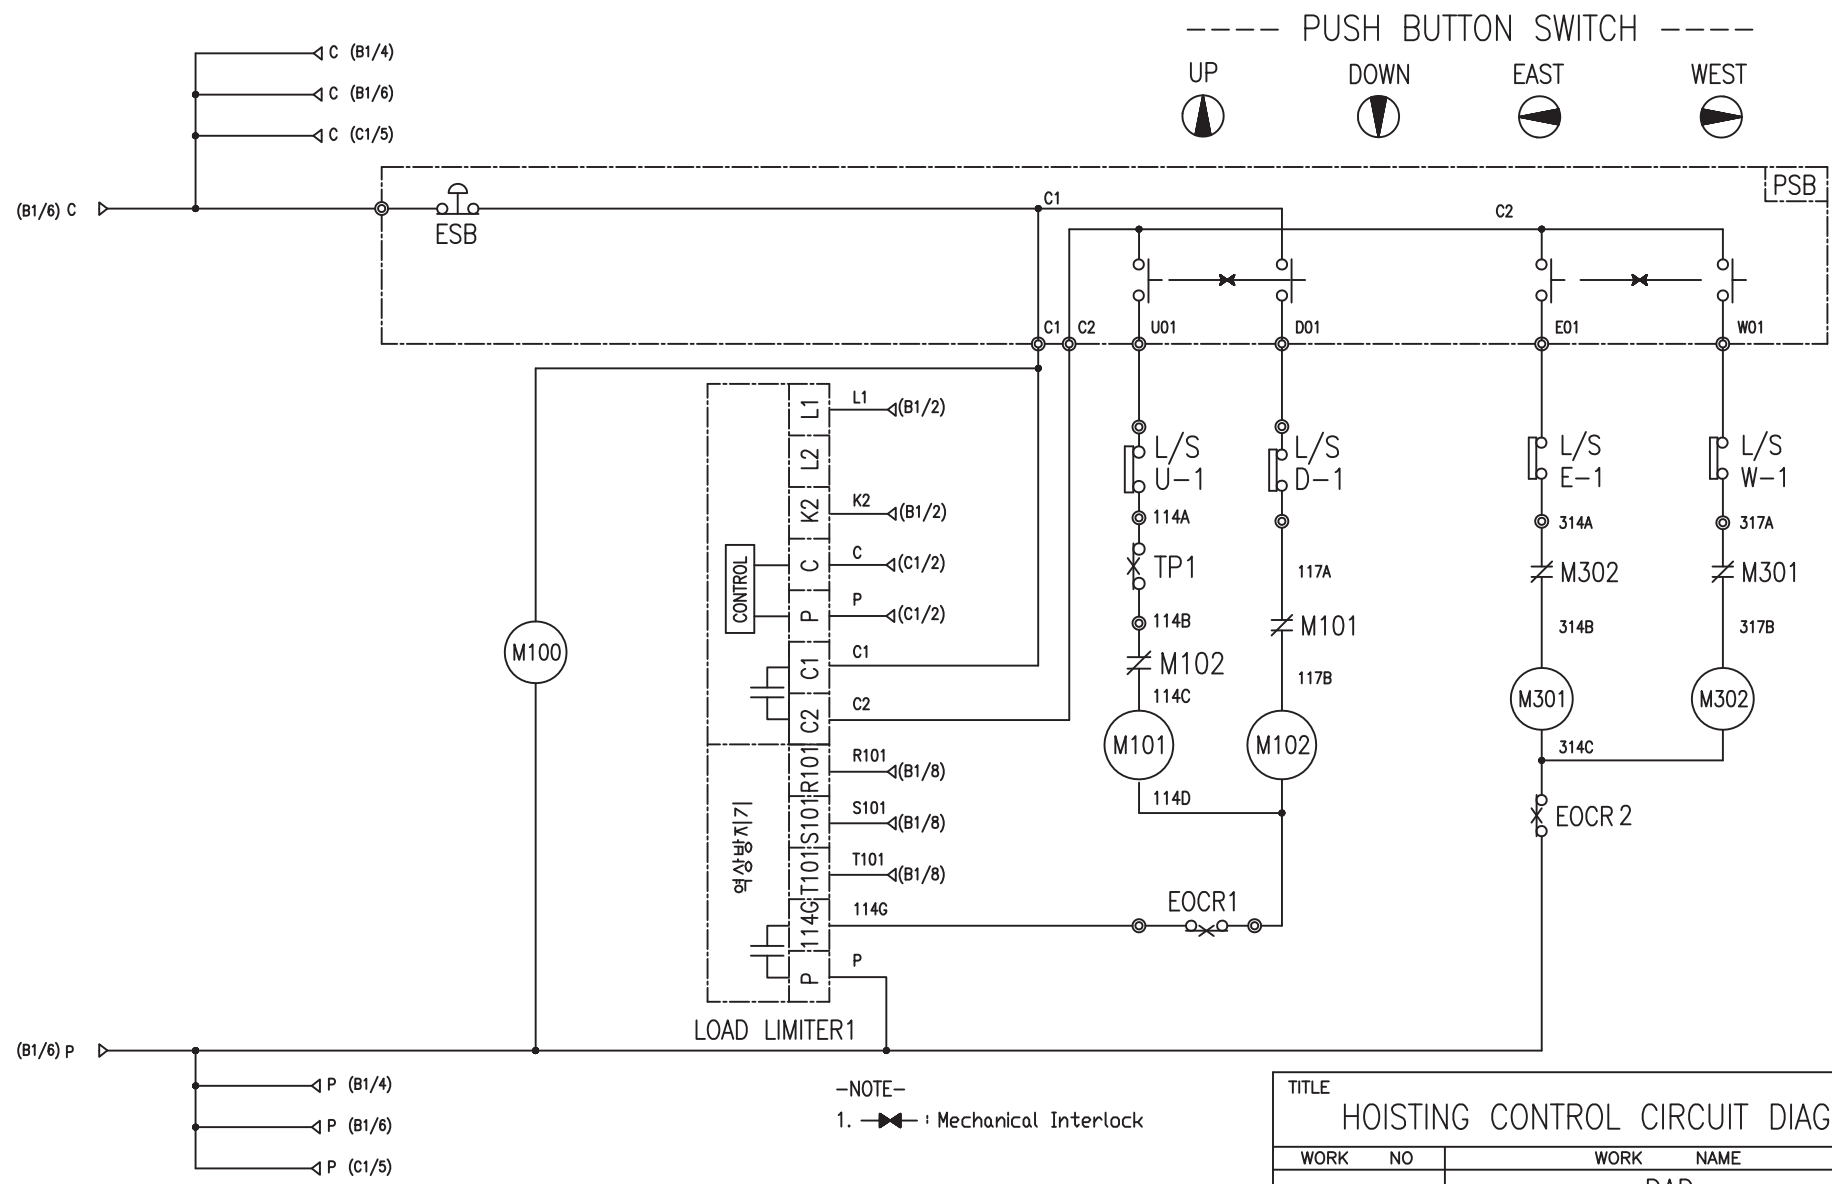 PUSH BUTTON SWITCH
UP DOWN EAST WEST
C (B1/4)
C (B1/6)
C (C1/5)
(B1/6) C
ESB
C1
C2
PSB
C1 C2 U01 D01 E01 W01
L1 L1 (B1/2)
L2
K2 K2 (B1/2)
C C (C1/2)
P P (C1/2)
CONTROL
C1 C1
C2 C2
R101 R101 (B1/8)
S101 S101 (B1/8)
T101 T101 (B1/8)
역상방지기
114G 114G
P P
LOAD LIMITER1
M100
L/S
U-1
114A
TP1
114B
M102
114C
M101
114D
L/S
D-1
117A
M101
117B
M102
EOCR1
L/S
E-1
314A
M302
314B
M301
314C
EOCR 2
L/S
W-1
317A
M301
317B
M302
(B1/6) P
P (B1/4)
P (B1/6)
P (C1/5)
-NOTE-
1. : Mechanical Interlock
TITLE
HOISTING CONTROL CIRCUIT DIAG
WORK NO WORK NAME